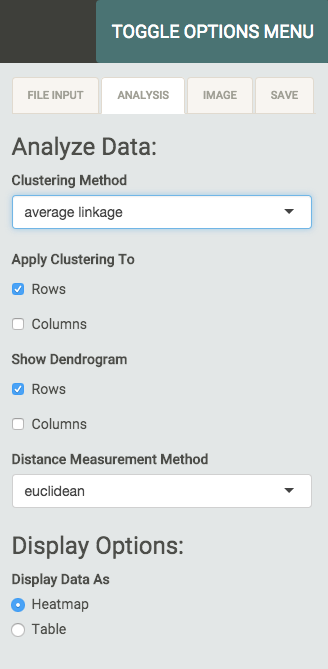 TOGGLE OPTIONS MENU
FILE INPUT ANALYSIS IMAGE SAVE
Analyze Data:
Clustering Method
average linkage
Apply Clustering To
Rows
Columns
Show Dendrogram
Rows
Columns
Distance Measurement Method
euclidean
Display Options:
Display Data As
Heatmap
Table